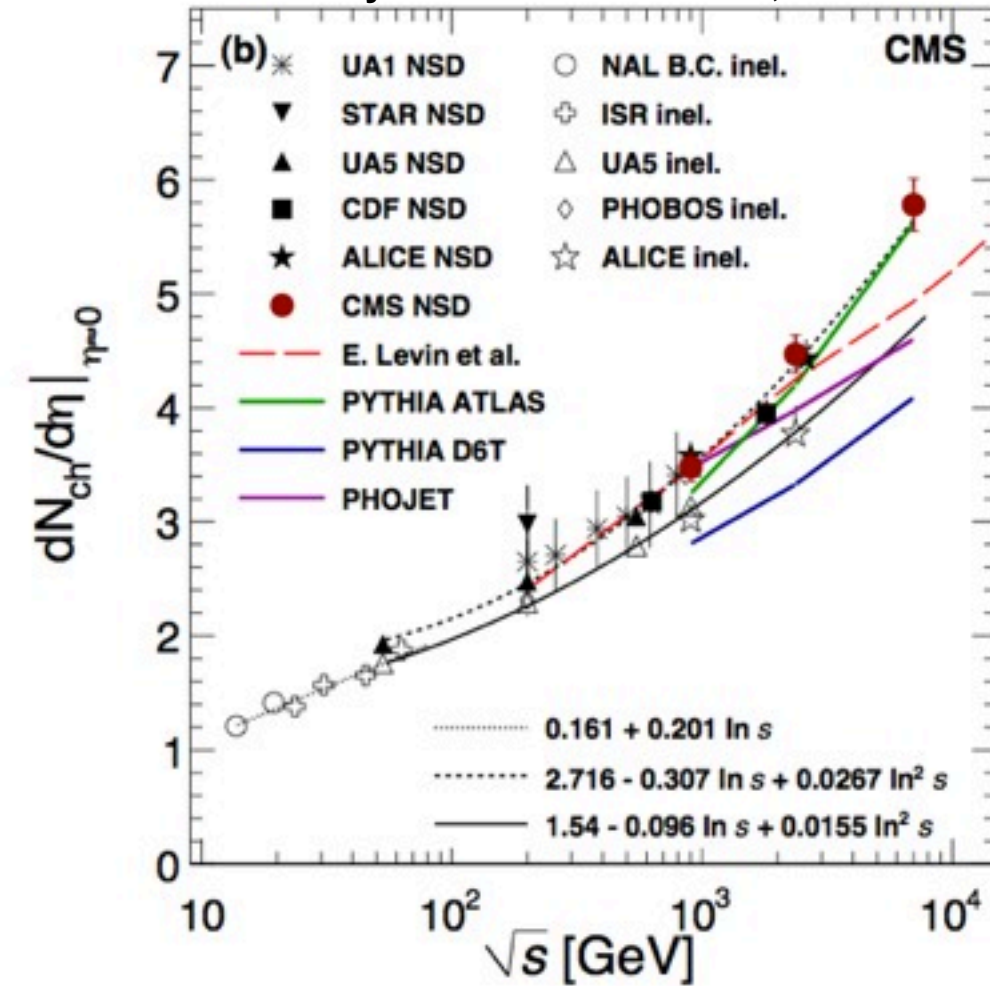 (b) CMS
UA1 NSD NAL B.C. inel.
STAR NSD ISR inel.
UA5 NSD UA5 inel.
CDF NSD PHOBOS inel.
ALICE NSD ALICE inel.
CMS NSD
E. Levin et al.
PYTHIA ATLAS
PYTHIA D6T
PHOJET
dN_ch/dη|_η≈0
7
6
5
4
3
2
1
0
0.161 + 0.201 ln s
2.716 - 0.307 ln s + 0.0267 ln² s
1.54 - 0.096 ln s + 0.0155 ln² s
10 10² 10³ 10⁴
√s [GeV]